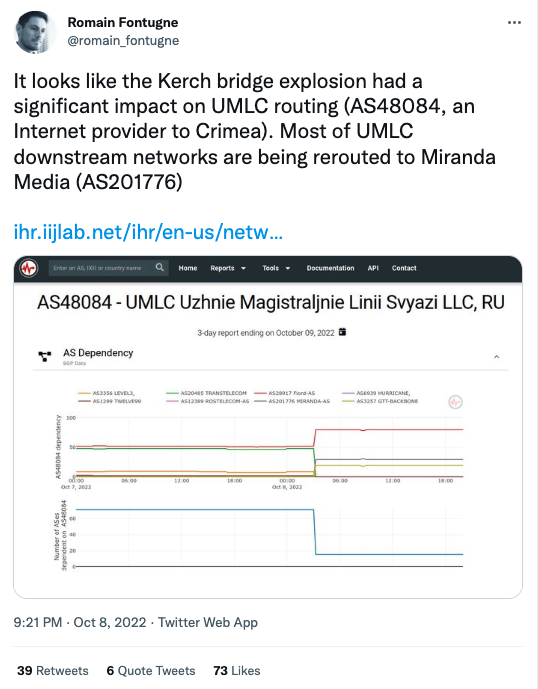 Romain Fontugne
@romain_fontugne
It looks like the Kerch bridge explosion had a
significant impact on UMLC routing (AS48084, an
Internet provider to Crimea). Most of UMLC
downstream networks are being rerouted to Miranda
Media (AS201776)
ihr.iijlab.net/ihr/en-us/netw...
Enter an AS, IXP, or country name
Home Reports Tools Documentation API Contact
AS48084 - UMLC Uzhnie Magistraljnie Linii Svyazi LLC, RU
3-day report ending on October 09, 2022
AS Dependency
BGP Data
AS3356 LEVEL3, AS20485 TRANSTELECOM AS28917 Fiord-AS AS6939 HURRICANE,
AS1299 TWELVE99 AS12389 ROSTELECOM-AS AS201776 MIRANDA-AS AS3257 GTT-BACKBONE
AS48084 dependency
100
50
0
00:00 06:00 12:00 18:00 00:00 06:00 12:00 18:00
Oct 7, 2022 Oct 8, 2022
Number of ASes
dependent on AS48084
60
40
20
0
9:21 PM · Oct 8, 2022 · Twitter Web App
39 Retweets 6 Quote Tweets 73 Likes